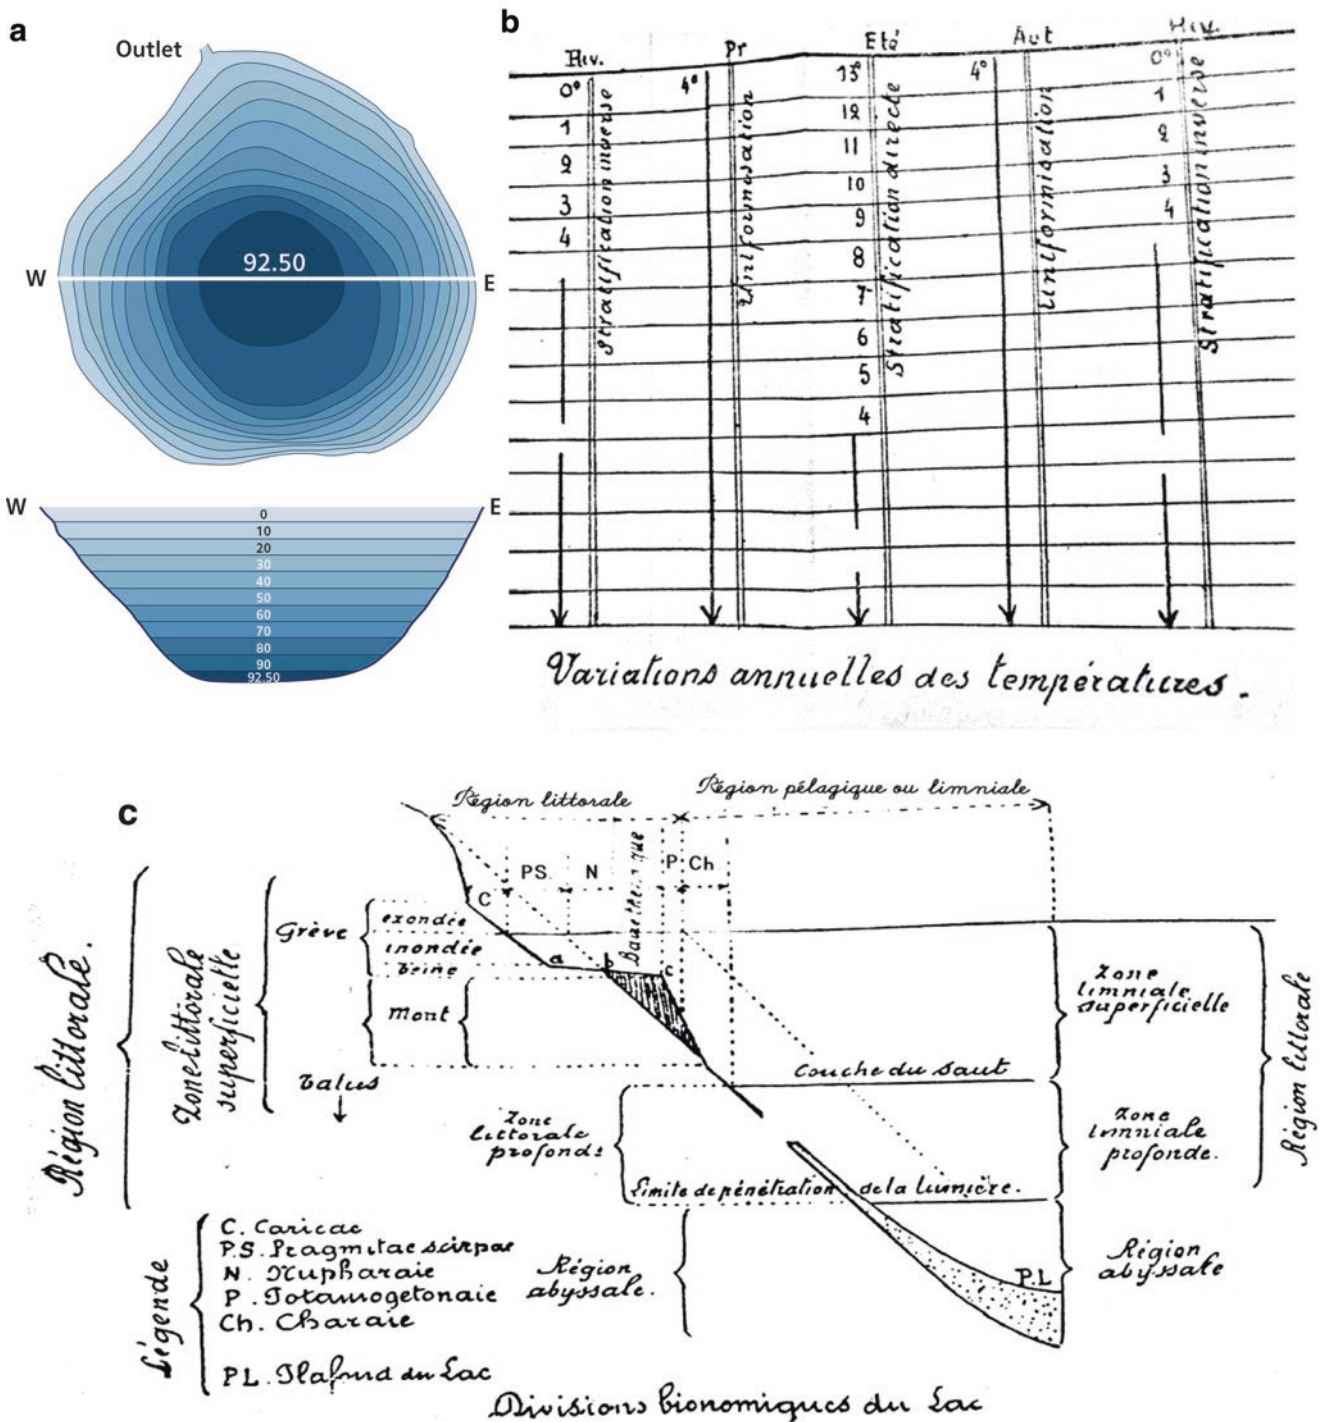 a
Outlet
92.50
W
E
W
E
0
10
20
30
40
50
60
70
80
90
92.50
b
Hiv.
Pr
Eté
Aut
Hiv.
0°
1
2
3
4
Stratification inverse
4°
Uniformisation
13°
12
11
10
9
8
7
6
5
4
Stratification directe
4°
Uniformisation
0°
1
2
3
4
Stratification inverse
Variations annuelles des températures.
c
Région littorale
Région pélagique ou limniale
C
PS
N
P
Ch
Région littorale.
Zone littorale
superficielle
Grève
exondée
inondée
beine
mont
talus
a
b
c
Zone
limniale
superficielle
Couche du saut
Zone
littorale
profonde
Zone
limniale
profonde.
Région littorale
Limite de pénétration de la lumière.
Région
abyssale.
P.L
Région
abyssale
Légende
C. Caricae
P.S. Pragmitae scirpae
N. Nupharaie
P. Potamogetonaie
Ch. Charaie
PL. Plafond du Lac
Divisions bionomiques du Lac